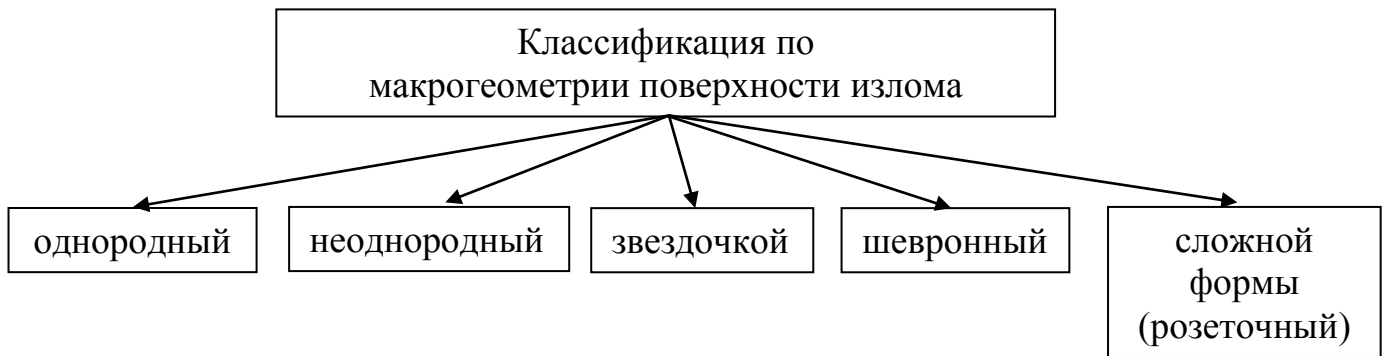 Классификация по
макрогеометрии поверхности излома
однородный
неоднородный
звездочкой
шевронный
сложной
формы
(розеточный)